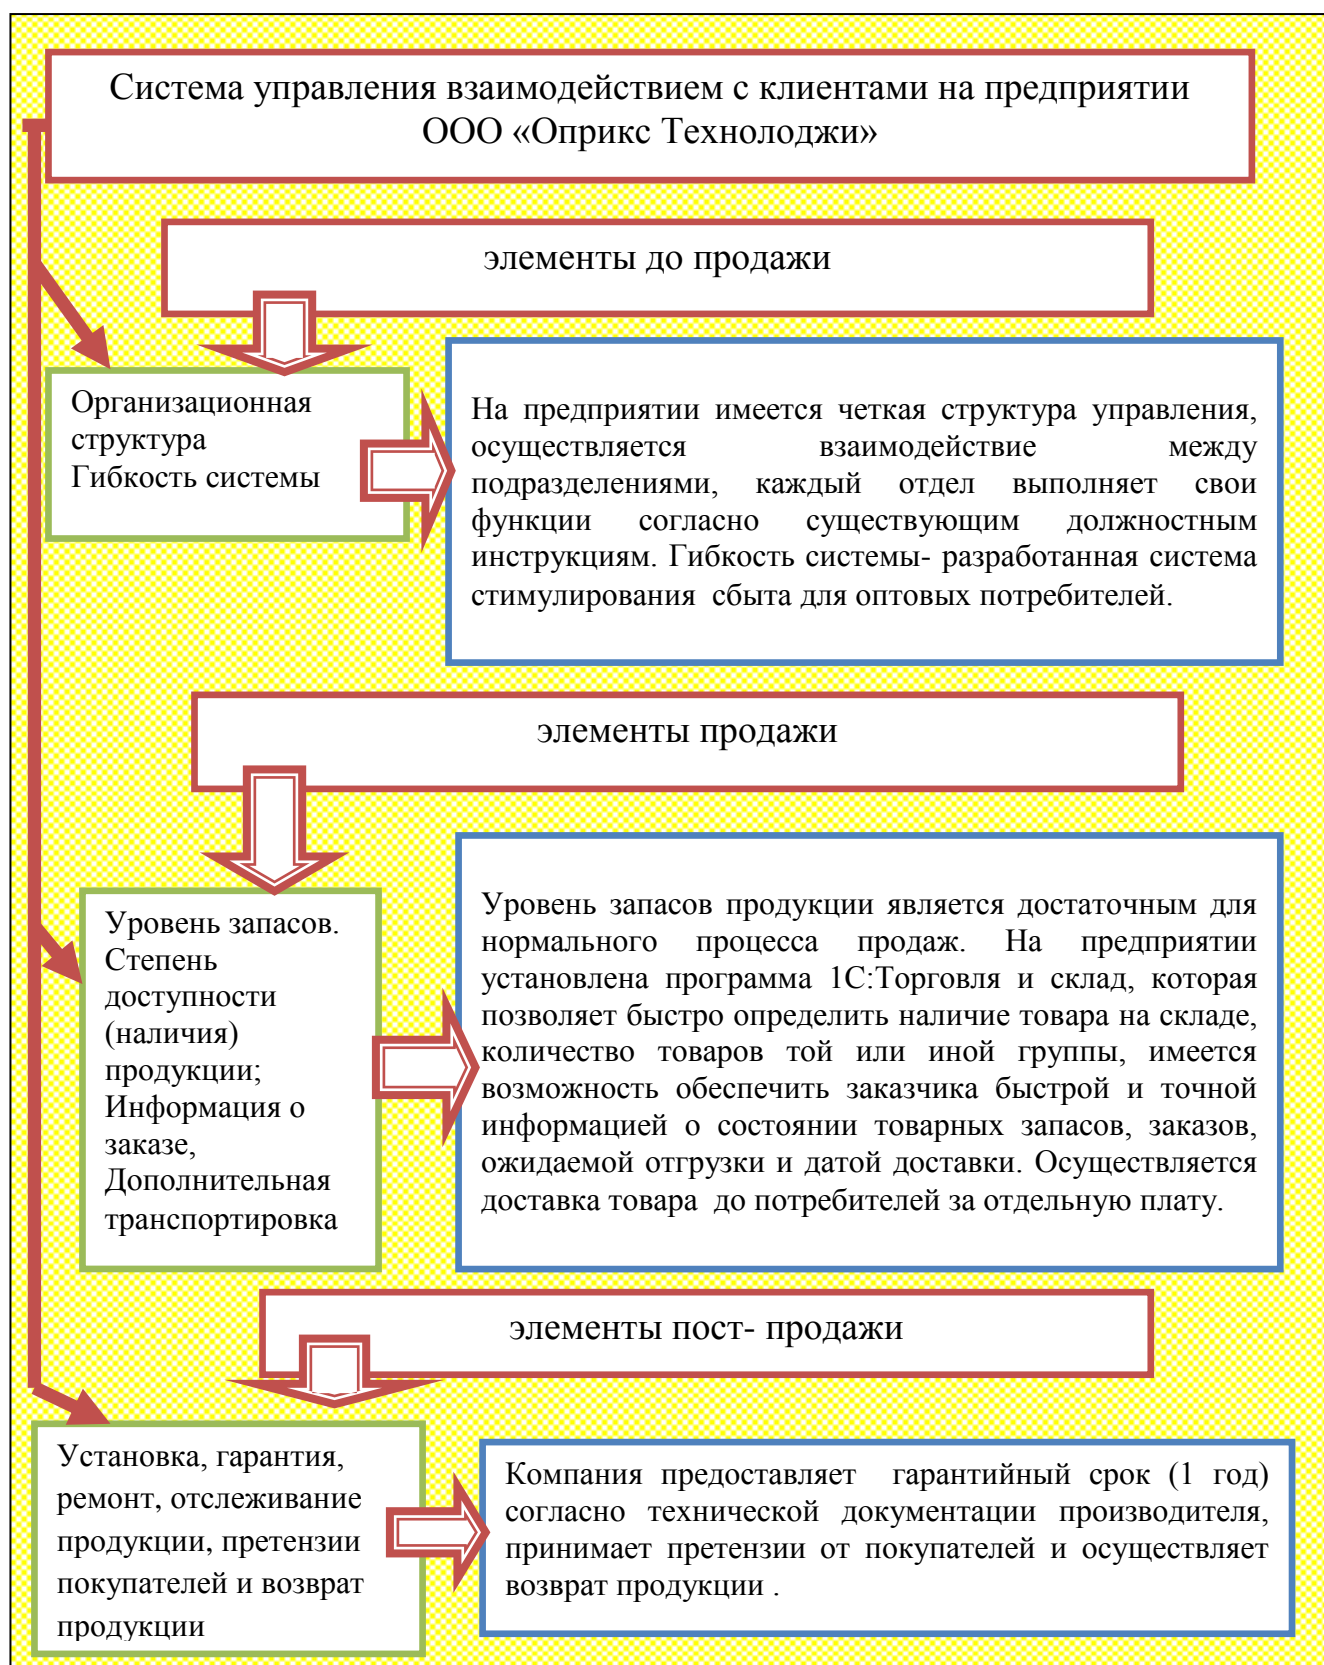 Система управления взаимодействием с клиентами на предприятии
ООО «Оприкс Технолоджи»
элементы до продажи
Организационная
структура
Гибкость системы
На предприятии имеется четкая структура управления,
осуществляется взаимодействие между
подразделениями, каждый отдел выполняет свои
функции согласно существующим должностным
инструкциям. Гибкость системы- разработанная система
стимулирования сбыта для оптовых потребителей.
элементы продажи
Уровень запасов.
Степень
доступности
(наличия)
продукции;
Информация о
заказе,
Дополнительная
транспортировка
Уровень запасов продукции является достаточным для
нормального процесса продаж. На предприятии
установлена программа 1С:Торговля и склад, которая
позволяет быстро определить наличие товара на складе,
количество товаров той или иной группы, имеется
возможность обеспечить заказчика быстрой и точной
информацией о состоянии товарных запасов, заказов,
ожидаемой отгрузки и датой доставки. Осуществляется
доставка товара до потребителей за отдельную плату.
элементы пост- продажи
Установка, гарантия,
ремонт, отслеживание
продукции, претензии
покупателей и возврат
продукции
Компания предоставляет гарантийный срок (1 год)
согласно технической документации производителя,
принимает претензии от покупателей и осуществляет
возврат продукции .